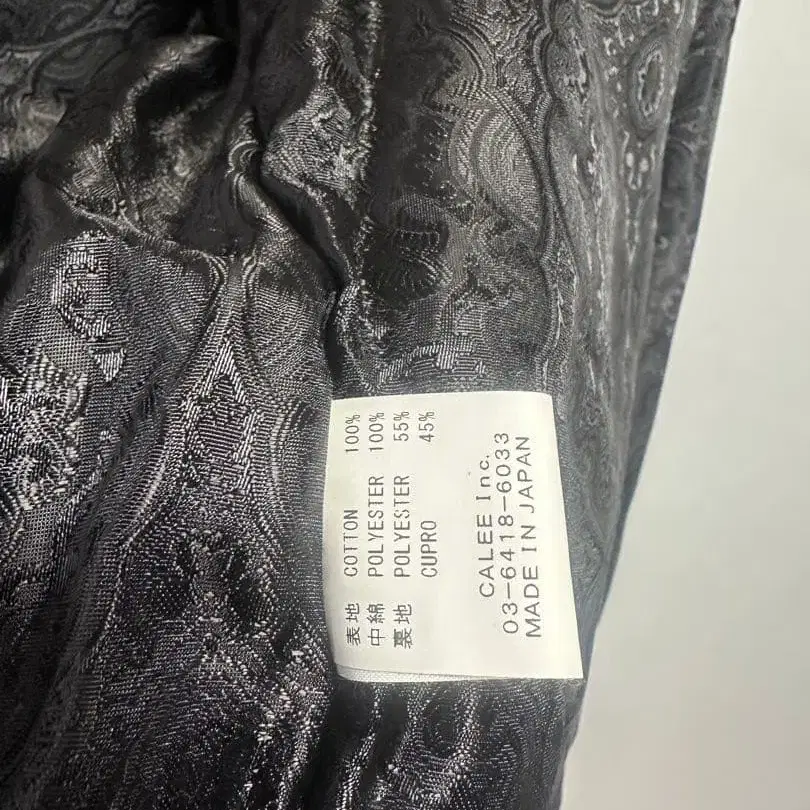 表地 COTTON 100%
中綿 POLYESTER 100%
裏地 POLYESTER 55%
CUPRO 45%
CALEE Inc.
03-6418-6033
MADE IN JAPAN